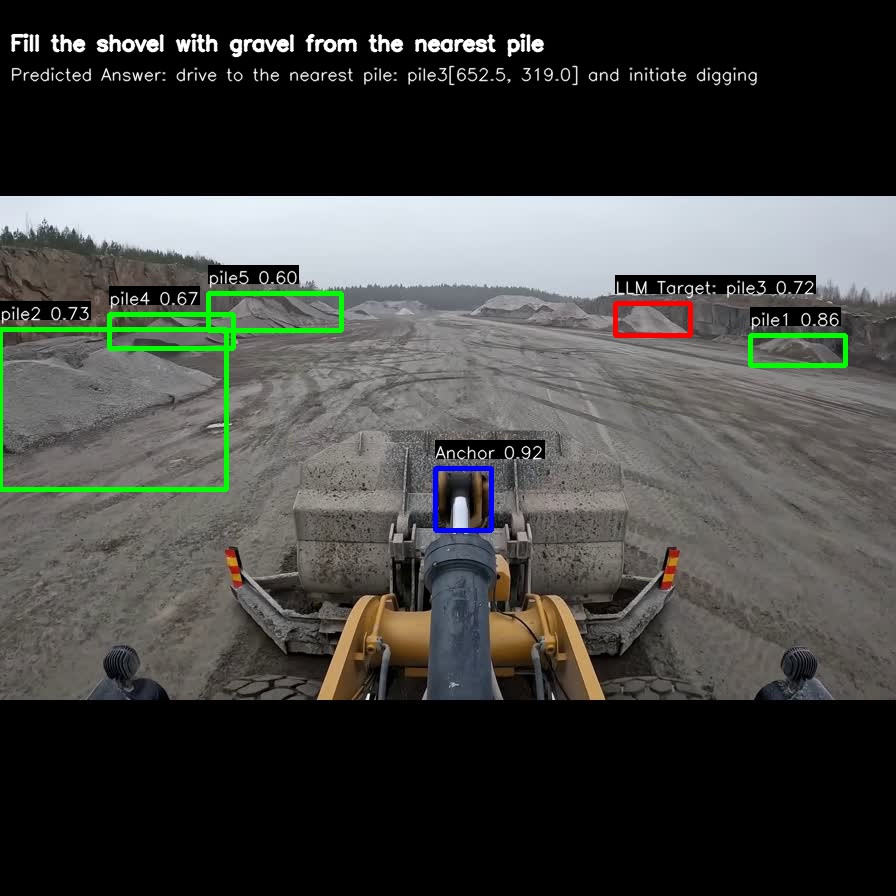 Fill the shovel with gravel from the nearest pile
Predicted Answer: drive to the nearest pile: pile3[652.5, 319.0] and initiate digging
pile5 0.60
LLM Target: pile3 0.72
pile4 0.67
pile2 0.73
pile1 0.86
Anchor 0.92